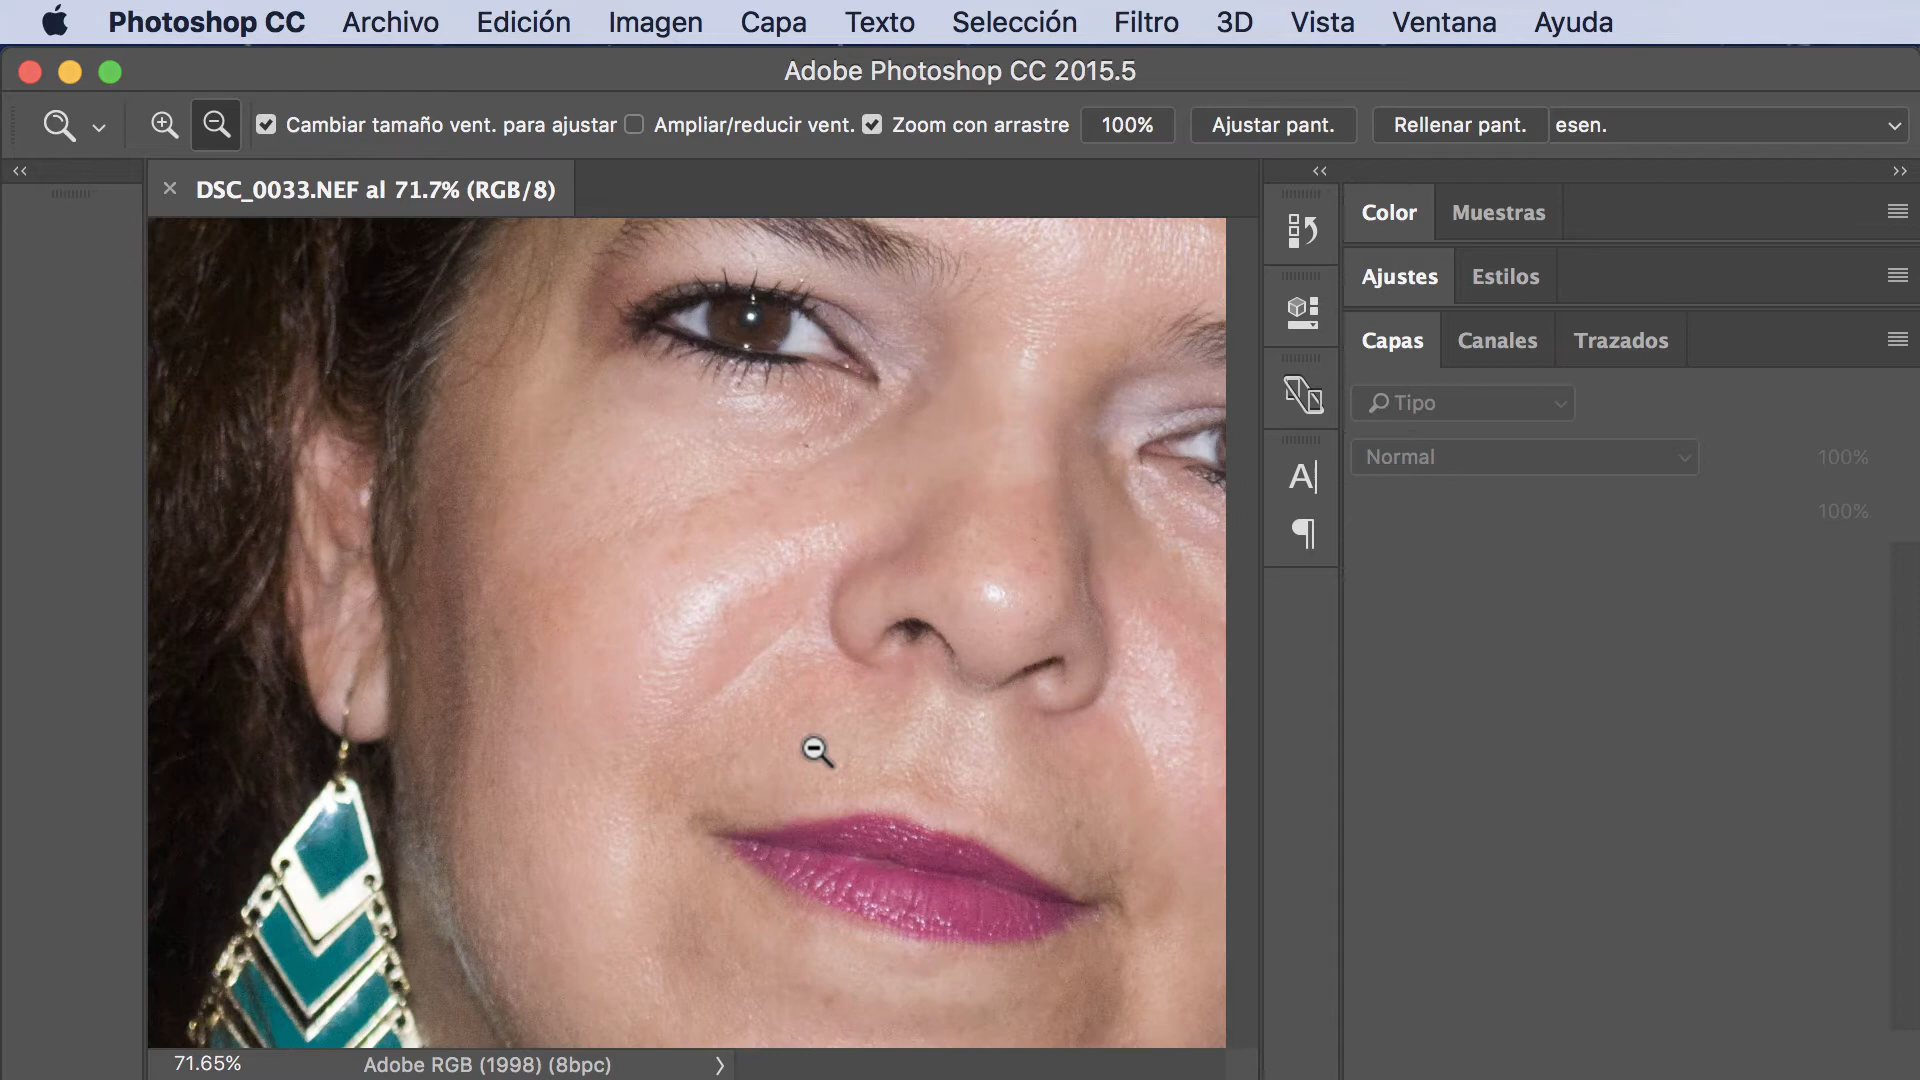 Photoshop CC Archivo Edición Imagen Capa Texto Selección Filtro 3D Vista Ventana Ayuda
Adobe Photoshop CC 2015.5
Cambiar tamaño vent. para ajustar Ampliar/reducir vent. Zoom con arrastre 100% Ajustar pant. Rellenar pant. esen.
DSC_0033.NEF al 71.7% (RGB/8)
Color Muestras
Ajustes Estilos
Capas Canales Trazados
Tipo
Normal 100%
100%
71.65% Adobe RGB (1998) (8bpc)